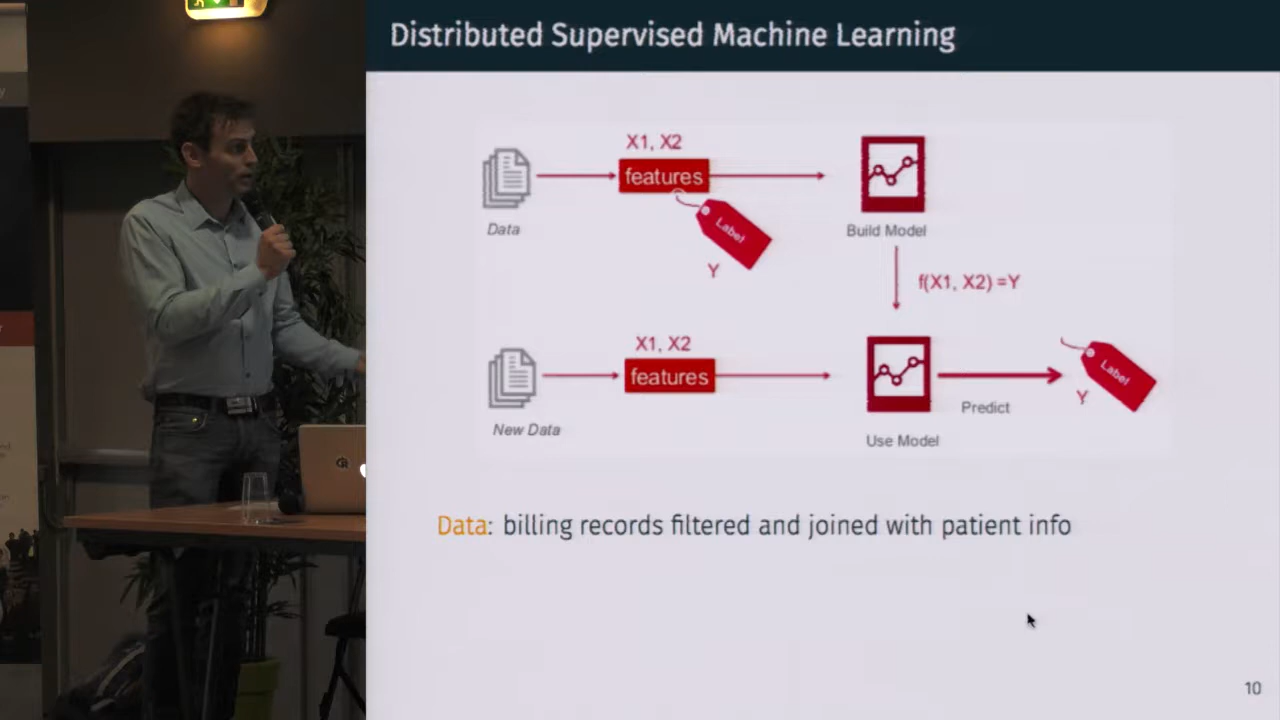 Distributed Supervised Machine Learning
X1, X2
features
Label
Data
Y
Build Model
f(X1, X2) =Y
X1, X2
features
Label
Predict
Y
New Data
Use Model
Data: billing records filtered and joined with patient info
10